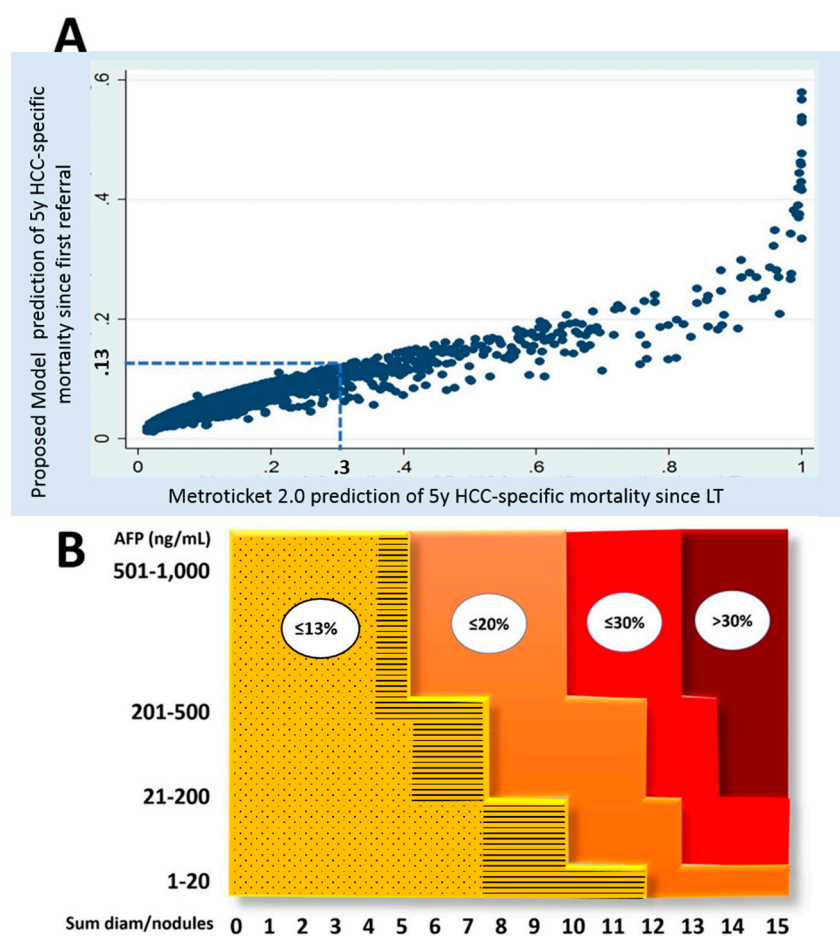 A
Proposed Model prediction of 5y HCC-specific
mortality since first referral
.6
.4
.2
.13
0
0 .2 .3 .4 .6 .8 1
Metroticket 2.0 prediction of 5y HCC-specific mortality since LT
B
AFP (ng/mL)
501-1,000
≤13% ≤20% ≤30% >30%
201-500
21-200
1-20
Sum diam/nodules 0 1 2 3 4 5 6 7 8 9 10 11 12 13 14 15